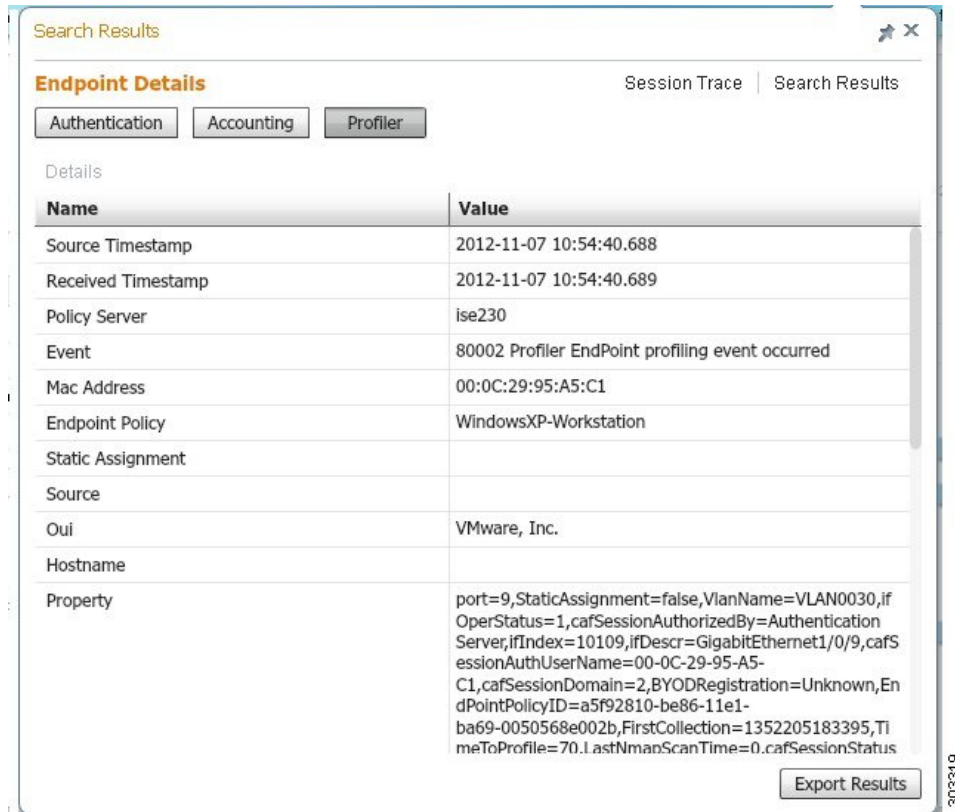 Search Results
Endpoint Details
Session Trace | Search Results
Authentication Accounting Profiler
Details
Name Value
Source Timestamp 2012-11-07 10:54:40.688
Received Timestamp 2012-11-07 10:54:40.689
Policy Server ise230
Event 80002 Profiler EndPoint profiling event occurred
Mac Address 00:0C:29:95:A5:C1
Endpoint Policy WindowsXP-Workstation
Static Assignment
Source
Oui VMware, Inc.
Hostname
Property port=9,StaticAssignment=false,VlanName=VLAN0030,if
OperStatus=1,cafSessionAuthorizedBy=Authentication
Server,ifIndex=10109,ifDescr=GigabitEthernet1/0/9,cafS
essionAuthUserName=00-0C-29-95-A5-
C1,cafSessionDomain=2,BYODRegistration=Unknown,En
dPointPolicyID=a5f92810-be86-11e1-
ba69-0050568e002b,FirstCollection=1352205183395,Ti
meToProfile=70,LastNmapScanTime=0,cafSessionStatus
Export Results
303319